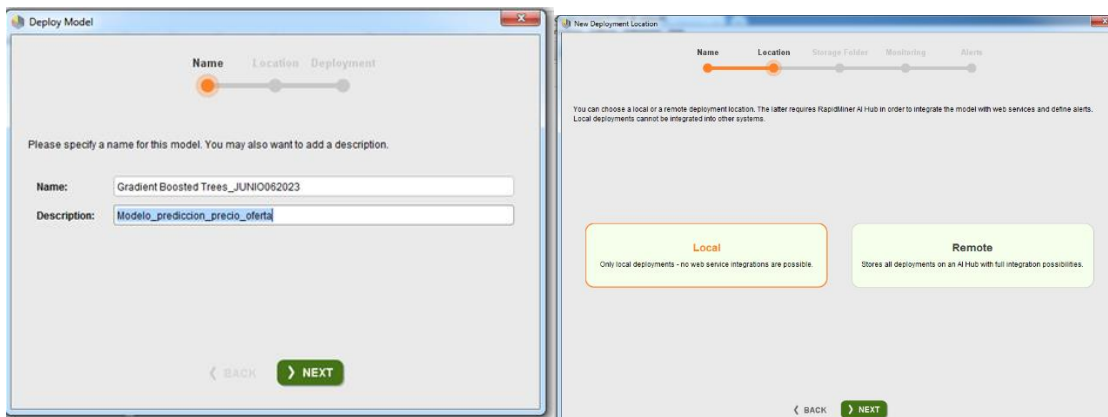 Deploy Model
Name Location Deployment
Please specify a name for this model. You may also want to add a description.
Name: Gradient Boosted Trees_JUNIO062023
Description: Modelo_prediccion_precio_oferta
❮ BACK ❯ NEXT
New Deployment Location
Name Location Storage Folder Monitoring Alerts
You can choose a local or a remote deployment location. The latter requires RapidMiner AI Hub in order to integrate the model with web services and define alerts.
Local deployments cannot be integrated into other systems.
Local
Only local deployments - no web service integrations are possible.
Remote
Stores all deployments on an AI Hub with full integration possibilities.
❮ BACK ❯ NEXT